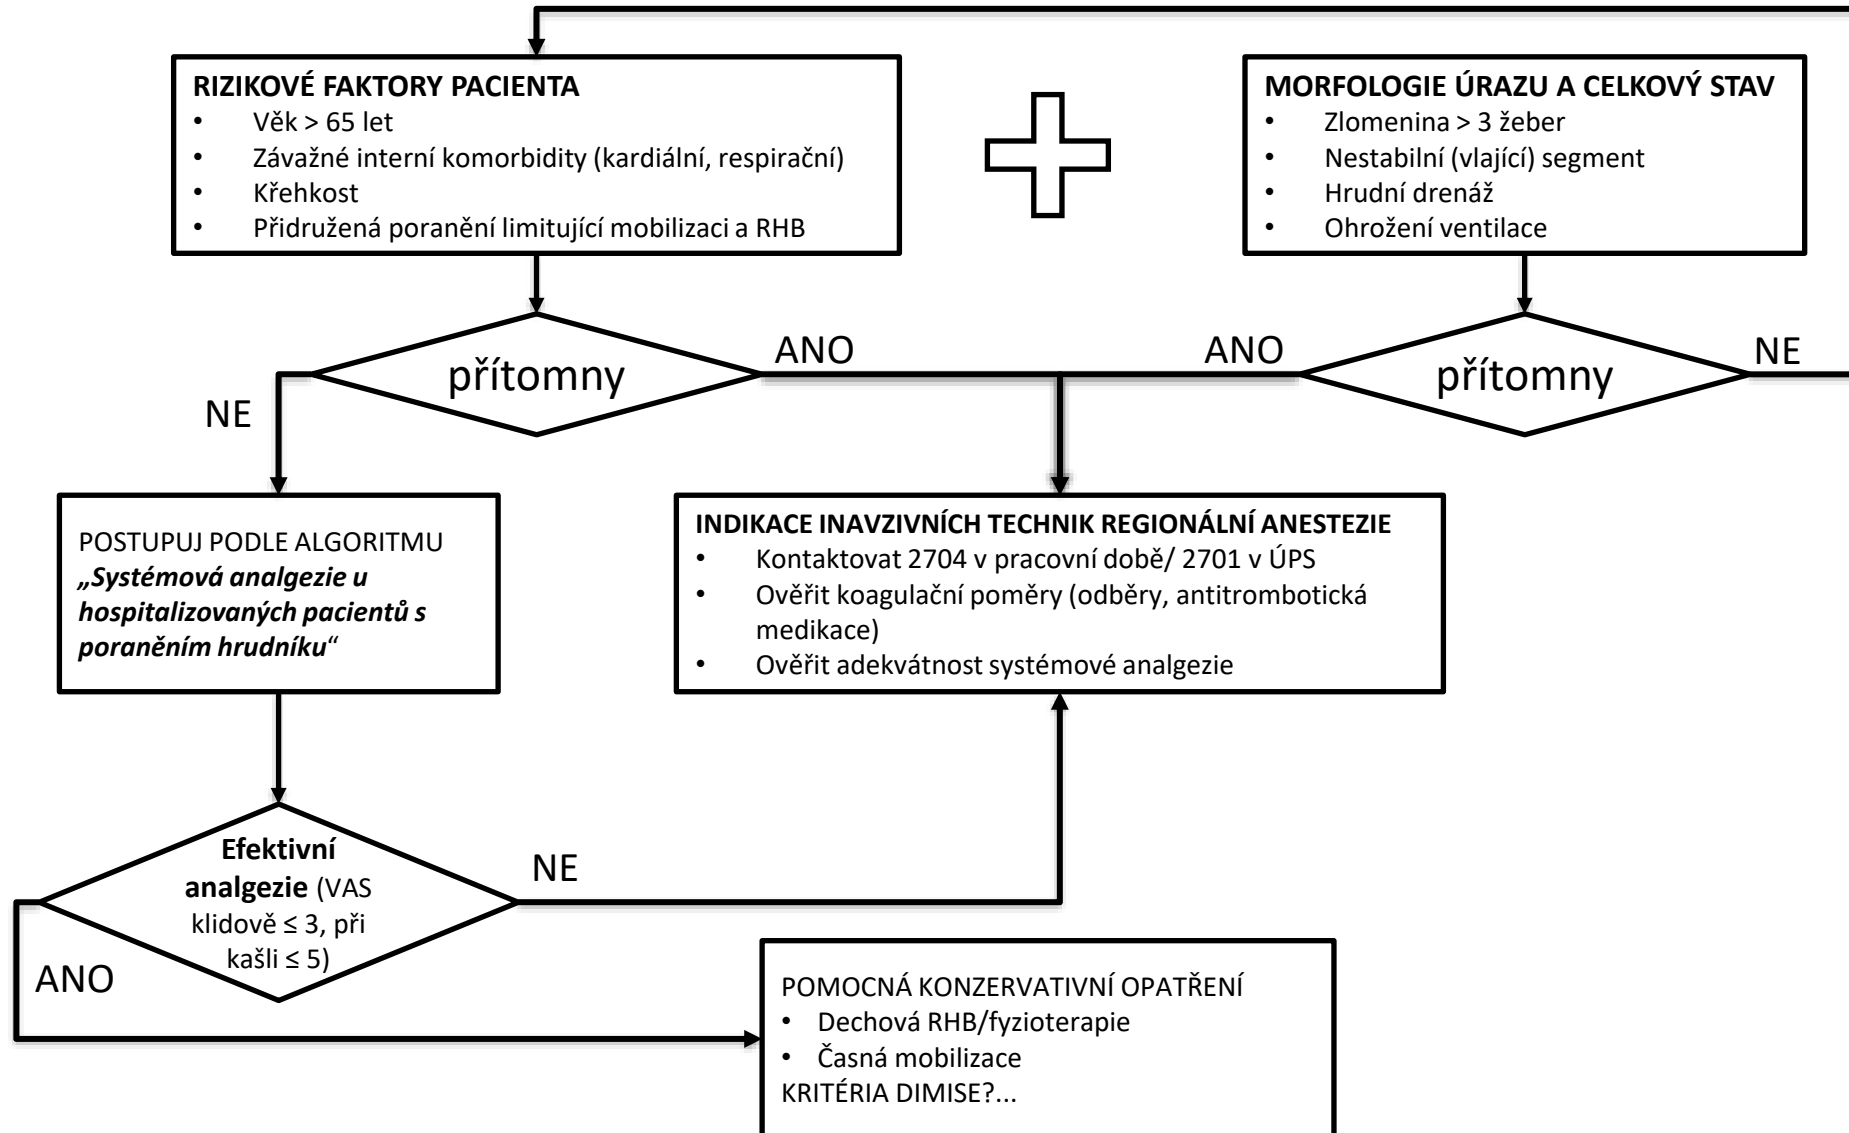 RIZIKOVÉ FAKTORY PACIENTA
• Věk > 65 let
• Závažné interní komorbidity (kardiální, respirační)
• Křehkost
• Přidružená poranění limitující mobilizaci a RHB
MORFOLOGIE ÚRAZU A CELKOVÝ STAV
• Zlomenina > 3 žeber
• Nestabilní (vlající) segment
• Hrudní drenáž
• Ohrožení ventilace
přítomny
ANO
NE
ANO
přítomny
NE
POSTUPUJ PODLE ALGORITMU
„Systémová analgezie u
hospitalizovaných pacientů s
poraněním hrudníku“
INDIKACE INAVZIVNÍCH TECHNIK REGIONÁLNÍ ANESTEZIE
• Kontaktovat 2704 v pracovní době/ 2701 v ÚPS
• Ověřit koagulační poměry (odběry, antitrombotická
medikace)
• Ověřit adekvátnost systémové analgezie
Efektivní
analgezie (VAS
klidově ≤ 3, při
kašli ≤ 5)
NE
ANO
POMOCNÁ KONZERVATIVNÍ OPATŘENÍ
• Dechová RHB/fyzioterapie
• Časná mobilizace
KRITÉRIA DIMISE?...